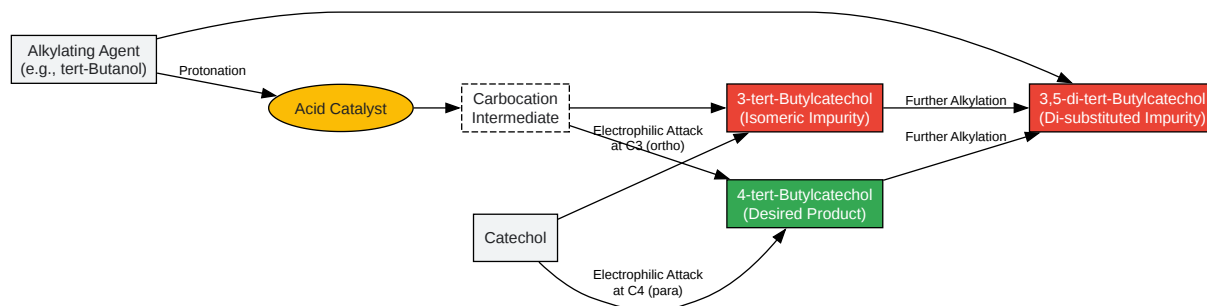 Alkylating Agent
(e.g., tert-Butanol)
Protonation
Acid Catalyst
Carbocation
Intermediate
Electrophilic Attack
at C3 (ortho)
3-tert-Butylcatechol
(Isomeric Impurity)
Further Alkylation
3,5-di-tert-Butylcatechol
(Di-substituted Impurity)
Further Alkylation
4-tert-Butylcatechol
(Desired Product)
Catechol
Electrophilic Attack
at C4 (para)